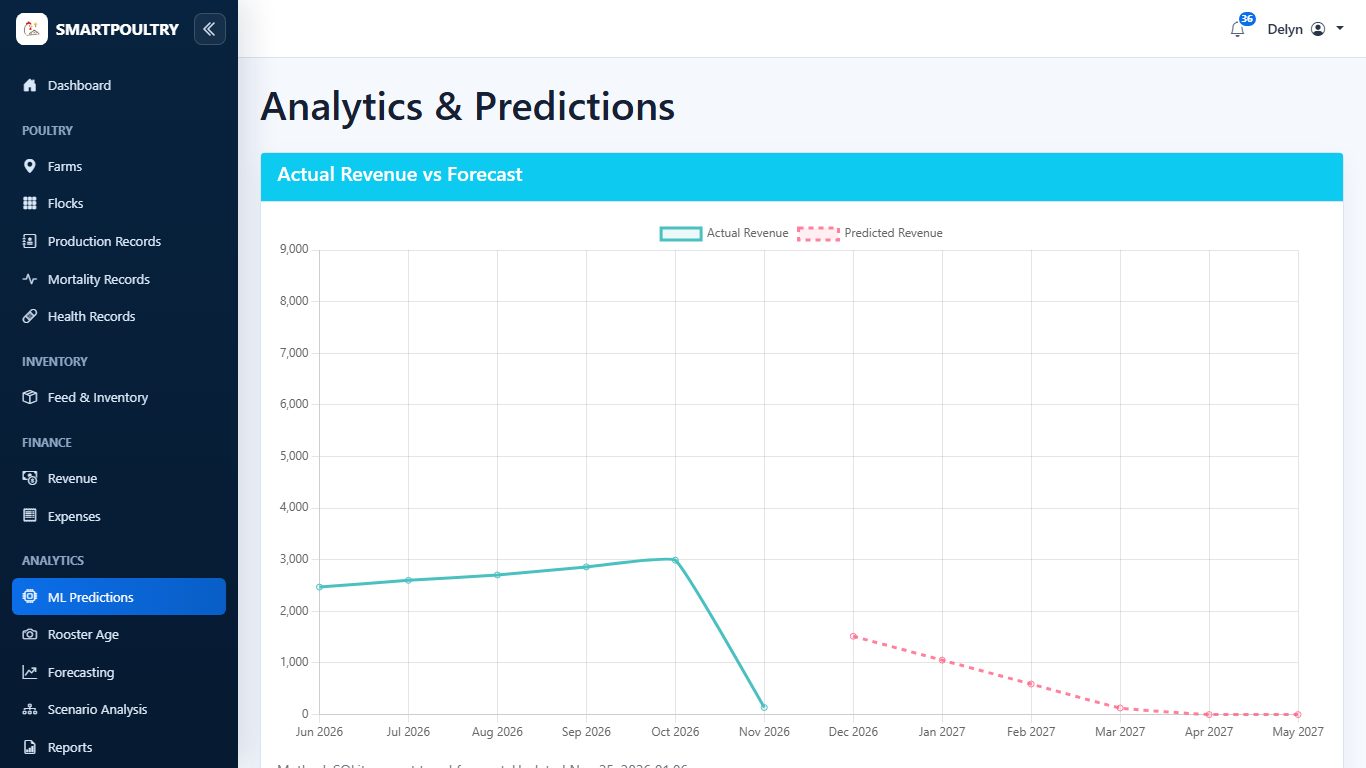 SMARTPOULTRY
36
Delyn
Dashboard
POULTRY
Farms
Flocks
Production Records
Mortality Records
Health Records
INVENTORY
Feed & Inventory
FINANCE
Revenue
Expenses
ANALYTICS
ML Predictions
Rooster Age
Forecasting
Scenario Analysis
Reports
Analytics & Predictions
Actual Revenue vs Forecast
Actual Revenue Predicted Revenue
9,000
8,000
7,000
6,000
5,000
4,000
3,000
2,000
1,000
0
Jun 2026 Jul 2026 Aug 2026 Sep 2026 Oct 2026 Nov 2026 Dec 2026 Jan 2027 Feb 2027 Mar 2027 Apr 2027 May 2027